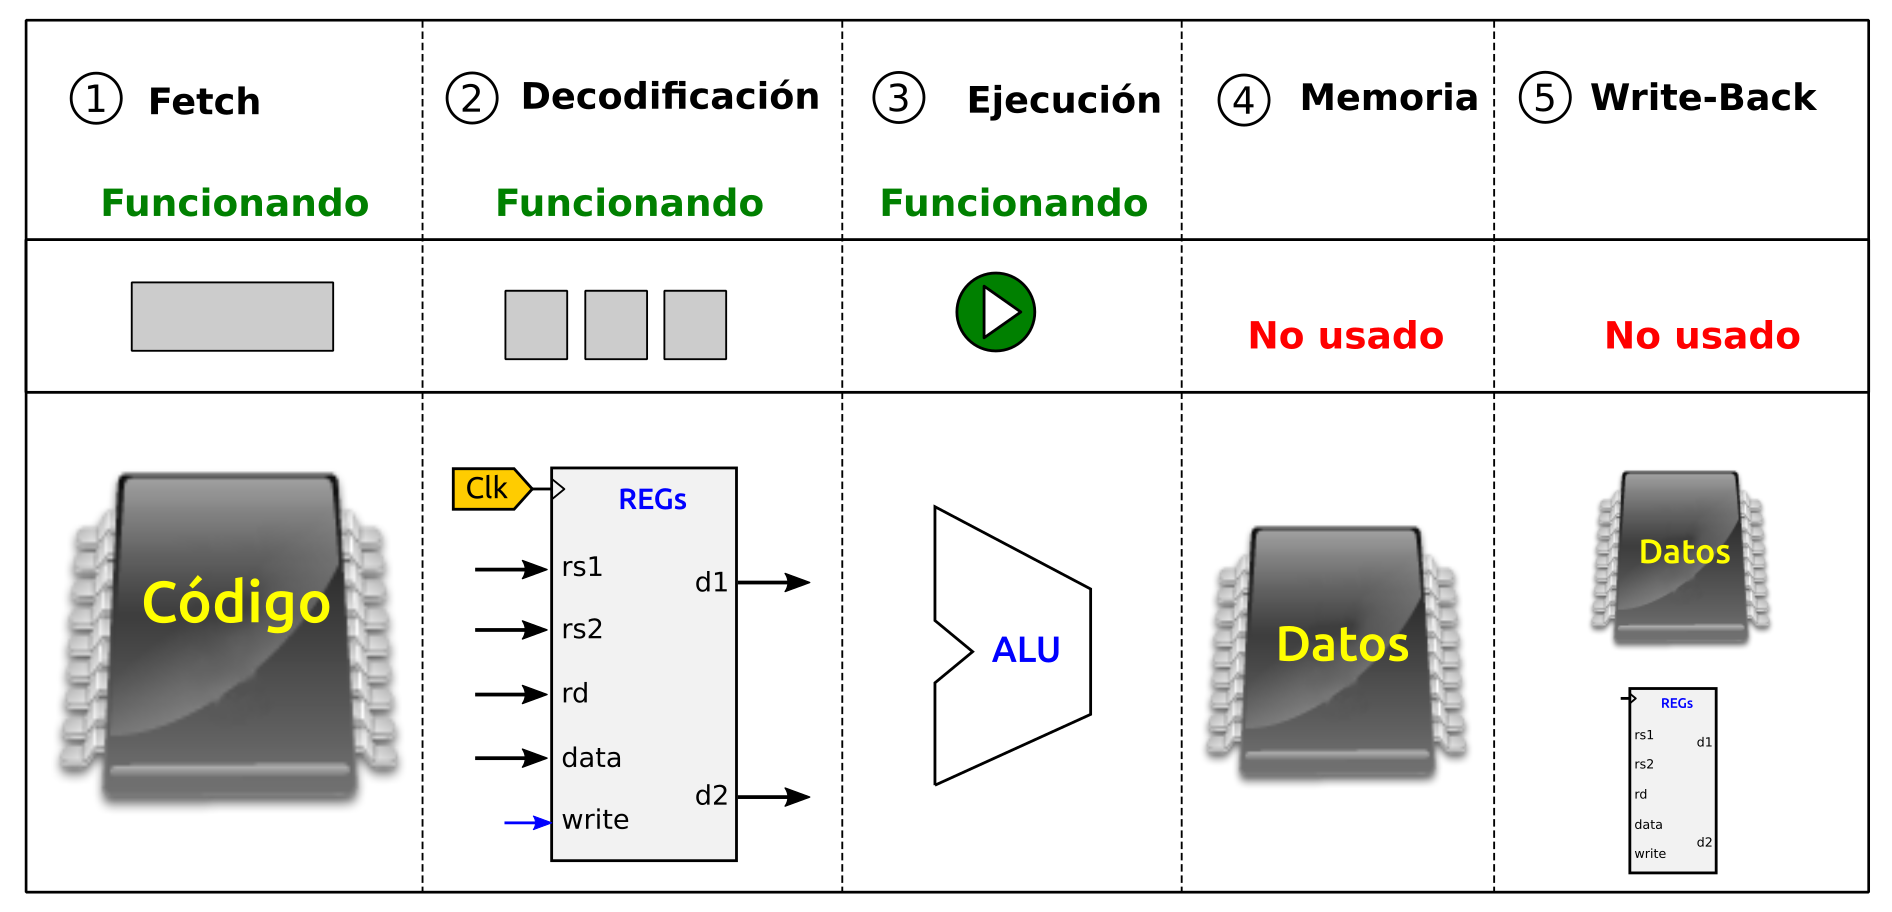 1 Fetch
2 Decodificación
3 Ejecución
4 Memoria
5 Write-Back
Funcionando
Funcionando
Funcionando
No usado
No usado
Código
Clk
REGs
rs1
rs2
rd
data
write
d1
d2
ALU
Datos
Datos
REGs
rs1
rs2
rd
data
write
d1
d2